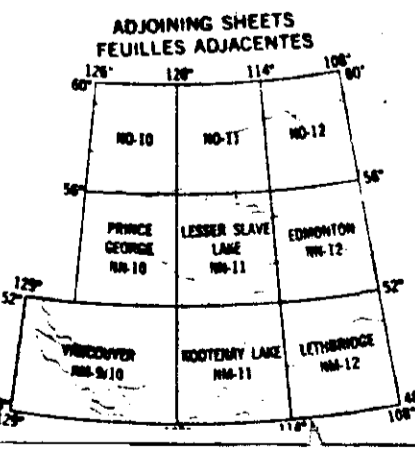 ADJOINING SHEETS
FEUILLES ADJACENTES
126° 120° 114° 108°
60° 60°
NO-10 NO-11 NO-12
56° 56°
PRINCE GEORGE NN-10
LESSER SLAVE LAKE NN-11
EDMONTON NN-12
129°
52° 52°
VANCOUVER NM-9/10
KOOTENAY LAKE NM-11
LETHBRIDGE NM-12
129° 108°